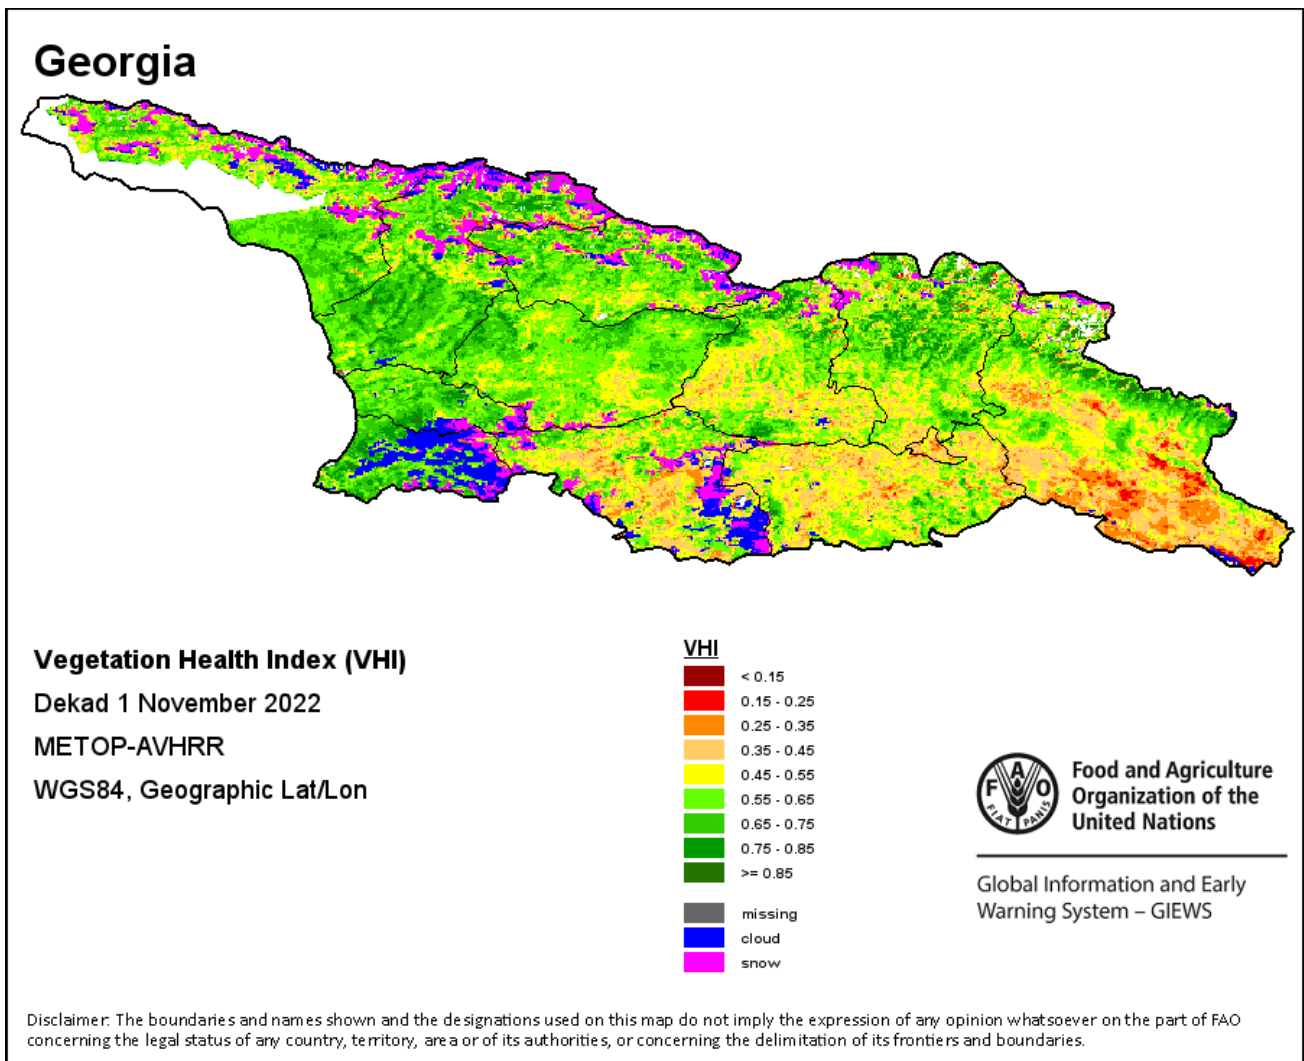 Georgia
Vegetation Health Index (VHI)
Dekad 1 November 2022
METOP-AVHRR
WGS84, Geographic Lat/Lon
VHI
< 0.15
0.15 - 0.25
0.25 - 0.35
0.35 - 0.45
0.45 - 0.55
0.55 - 0.65
0.65 - 0.75
0.75 - 0.85
>= 0.85
missing
cloud
snow
F A O
FIAT PANIS
Food and Agriculture
Organization of the
United Nations
Global Information and Early
Warning System – GIEWS
Disclaimer: The boundaries and names shown and the designations used on this map do not imply the expression of any opinion whatsoever on the part of FAO
concerning the legal status of any country, territory, area or of its authorities, or concerning the delimitation of its frontiers and boundaries.